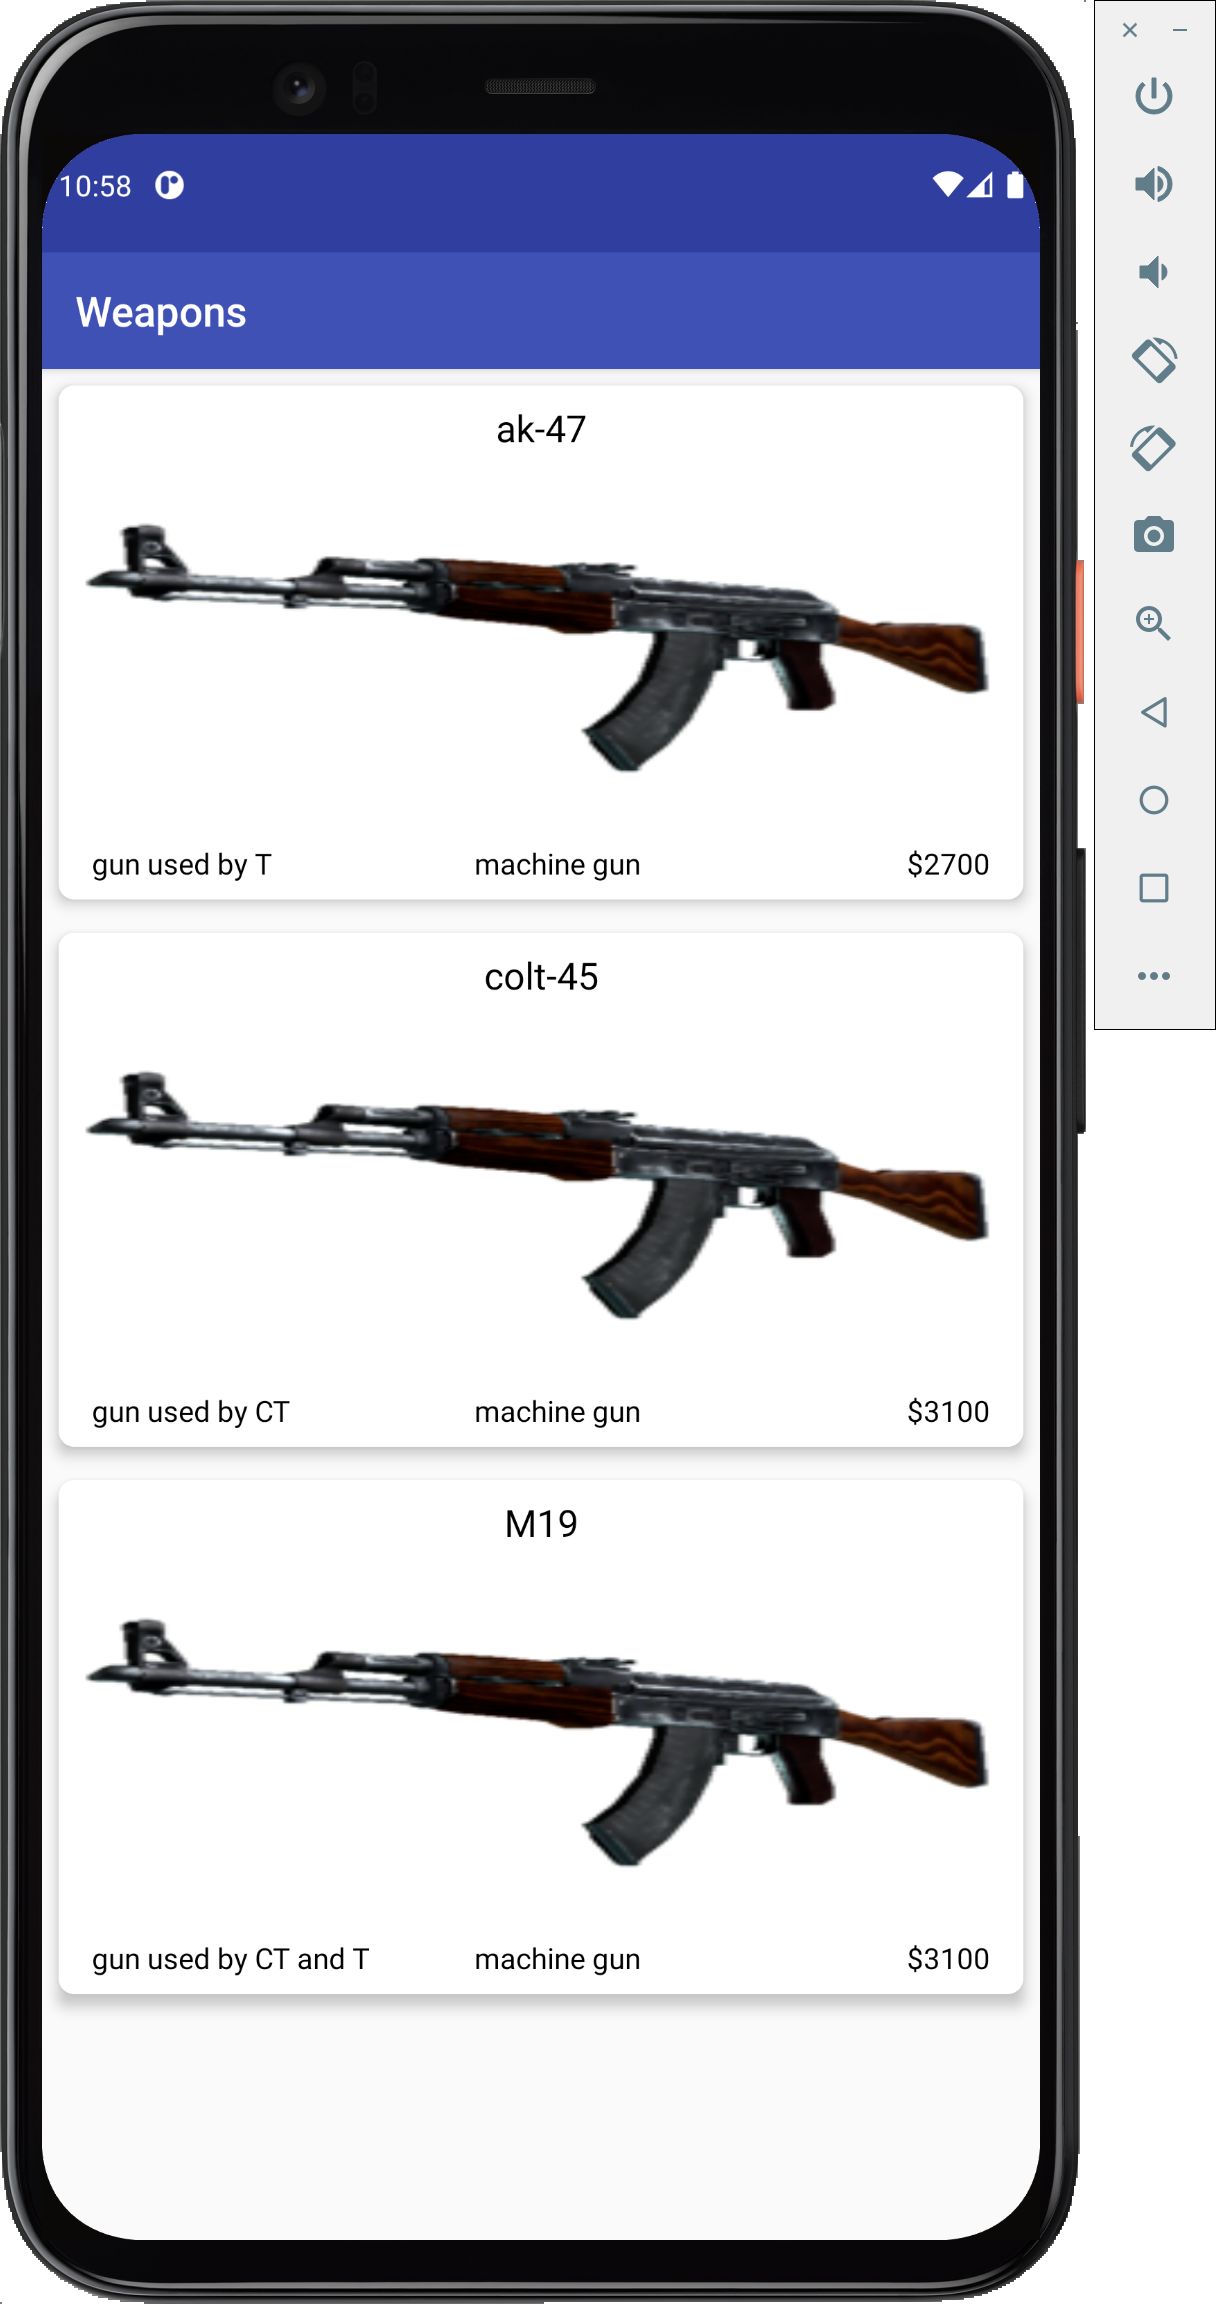 10:58
Weapons
ak-47
gun used by T machine gun $2700
colt-45
gun used by CT machine gun $3100
M19
gun used by CT and T machine gun $3100